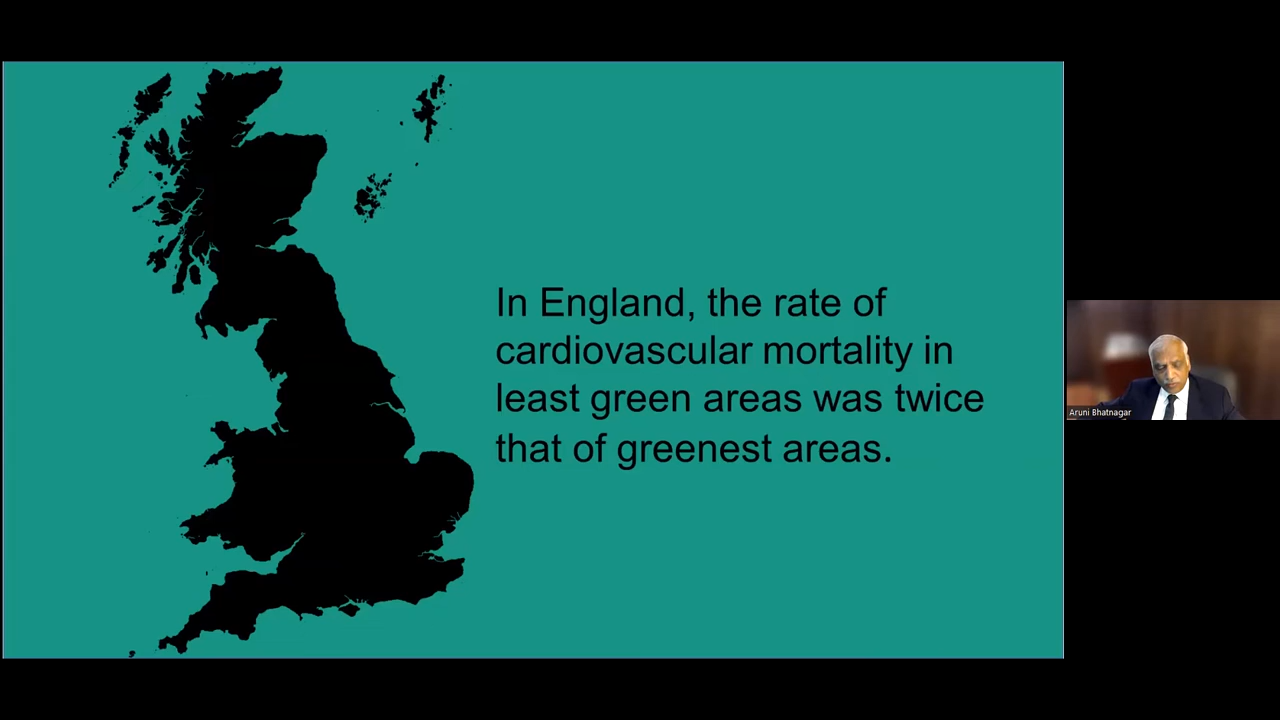 In England, the rate of
cardiovascular mortality in
least green areas was twice
that of greenest areas.
Aruni Bhatnagar